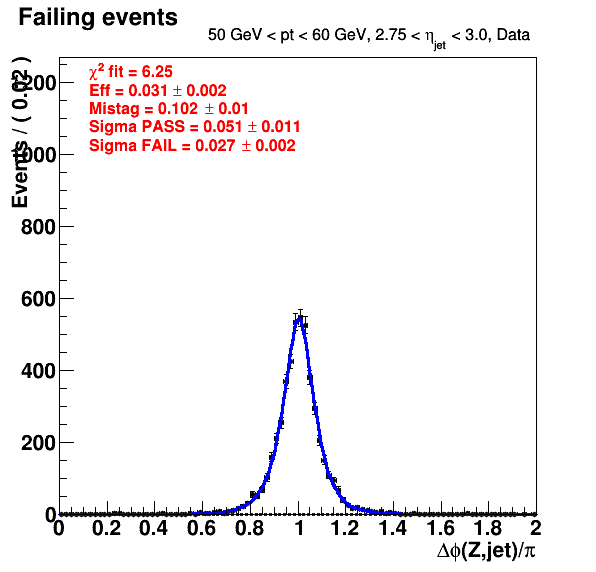 Failing events
50 GeV < pt < 60 GeV, 2.75 < η_jet < 3.0, Data
χ² fit = 6.25
Eff = 0.031 ± 0.002
Mistag = 0.102 ± 0.01
Sigma PASS = 0.051 ± 0.011
Sigma FAIL = 0.027 ± 0.002
Events / ( 0.02 )
1200
1000
800
600
400
200
0
0 0.2 0.4 0.6 0.8 1 1.2 1.4 1.6 1.8 2
Δϕ(Z,jet)/π